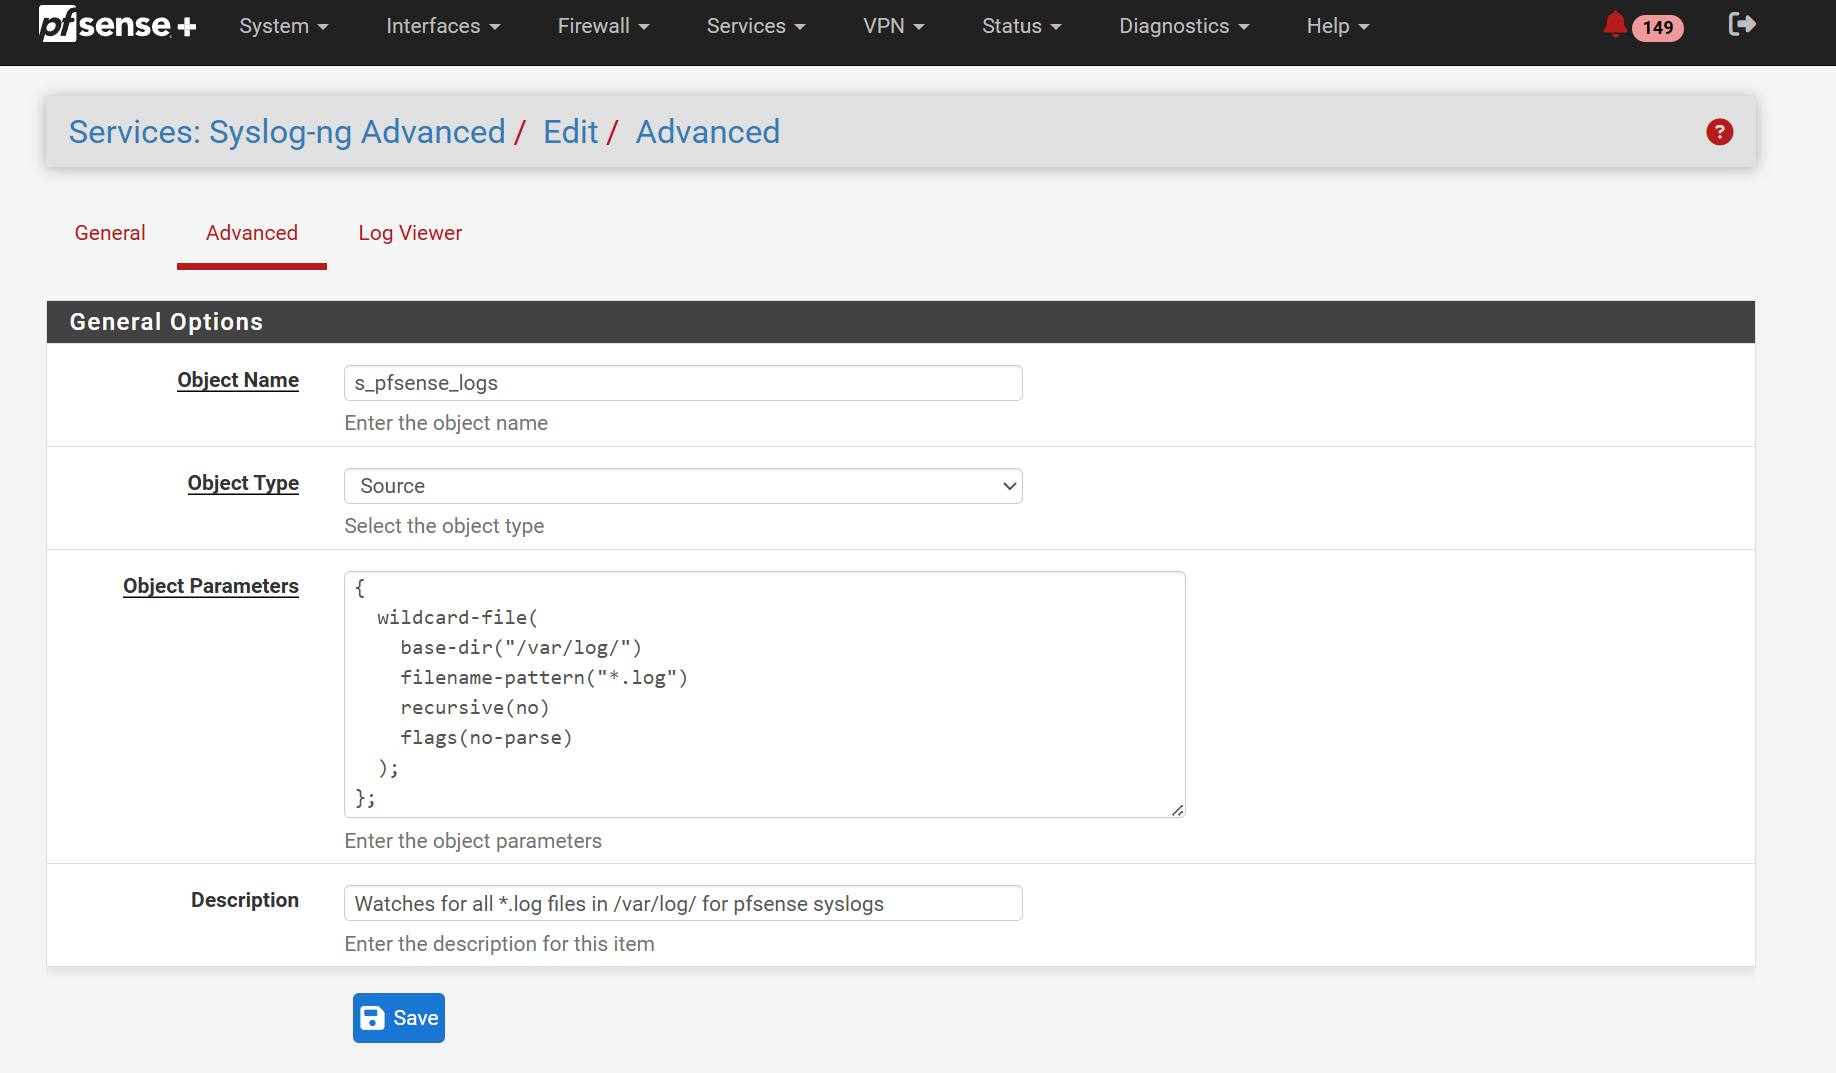 pfsense+ System Interfaces Firewall Services VPN Status Diagnostics Help 149
Services: Syslog-ng Advanced / Edit / Advanced ?
General Advanced Log Viewer
General Options
Object Name s_pfsense_logs
Enter the object name
Object Type Source
Select the object type
Object Parameters {
wildcard-file(
base-dir("/var/log/")
filename-pattern("*.log")
recursive(no)
flags(no-parse)
);
};
Enter the object parameters
Description Watches for all *.log files in /var/log/ for pfsense syslogs
Enter the description for this item
Save